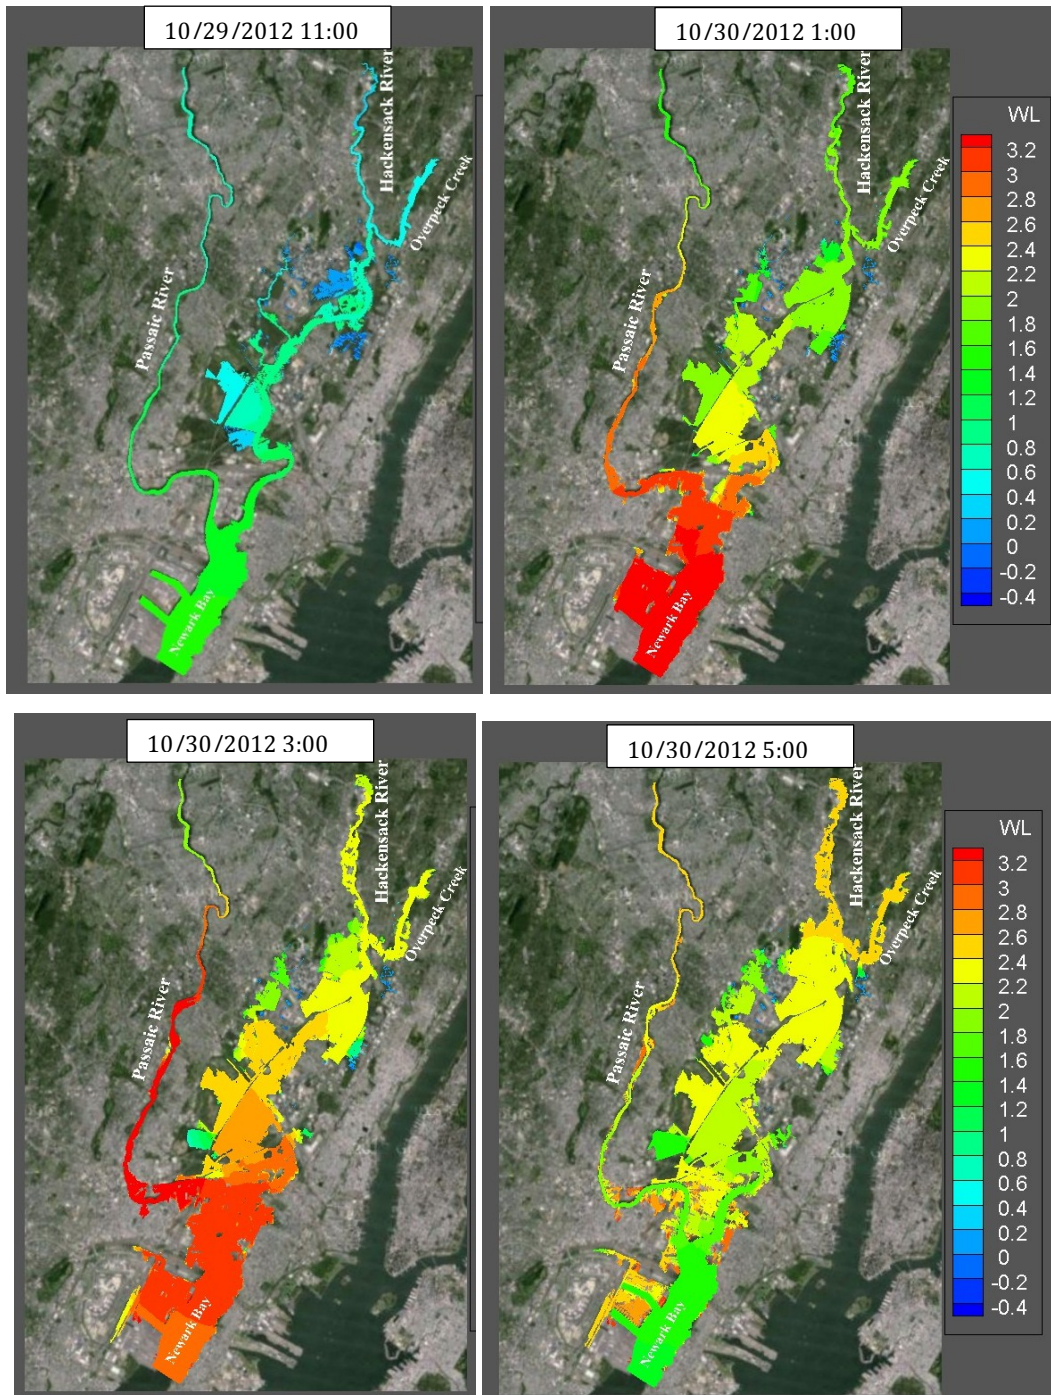 10/29/2012 11:00
Hackensack River
Overpeck Creek
Passaic River
Newark Bay
10/30/2012 1:00
Hackensack River
Overpeck Creek
Passaic River
Newark Bay
WL
3.2
3
2.8
2.6
2.4
2.2
2
1.8
1.6
1.4
1.2
1
0.8
0.6
0.4
0.2
0
-0.2
-0.4
10/30/2012 3:00
Hackensack River
Overpeck Creek
Passaic River
Newark Bay
10/30/2012 5:00
Hackensack River
Overpeck Creek
Passaic River
Newark Bay
WL
3.2
3
2.8
2.6
2.4
2.2
2
1.8
1.6
1.4
1.2
1
0.8
0.6
0.4
0.2
0
-0.2
-0.4